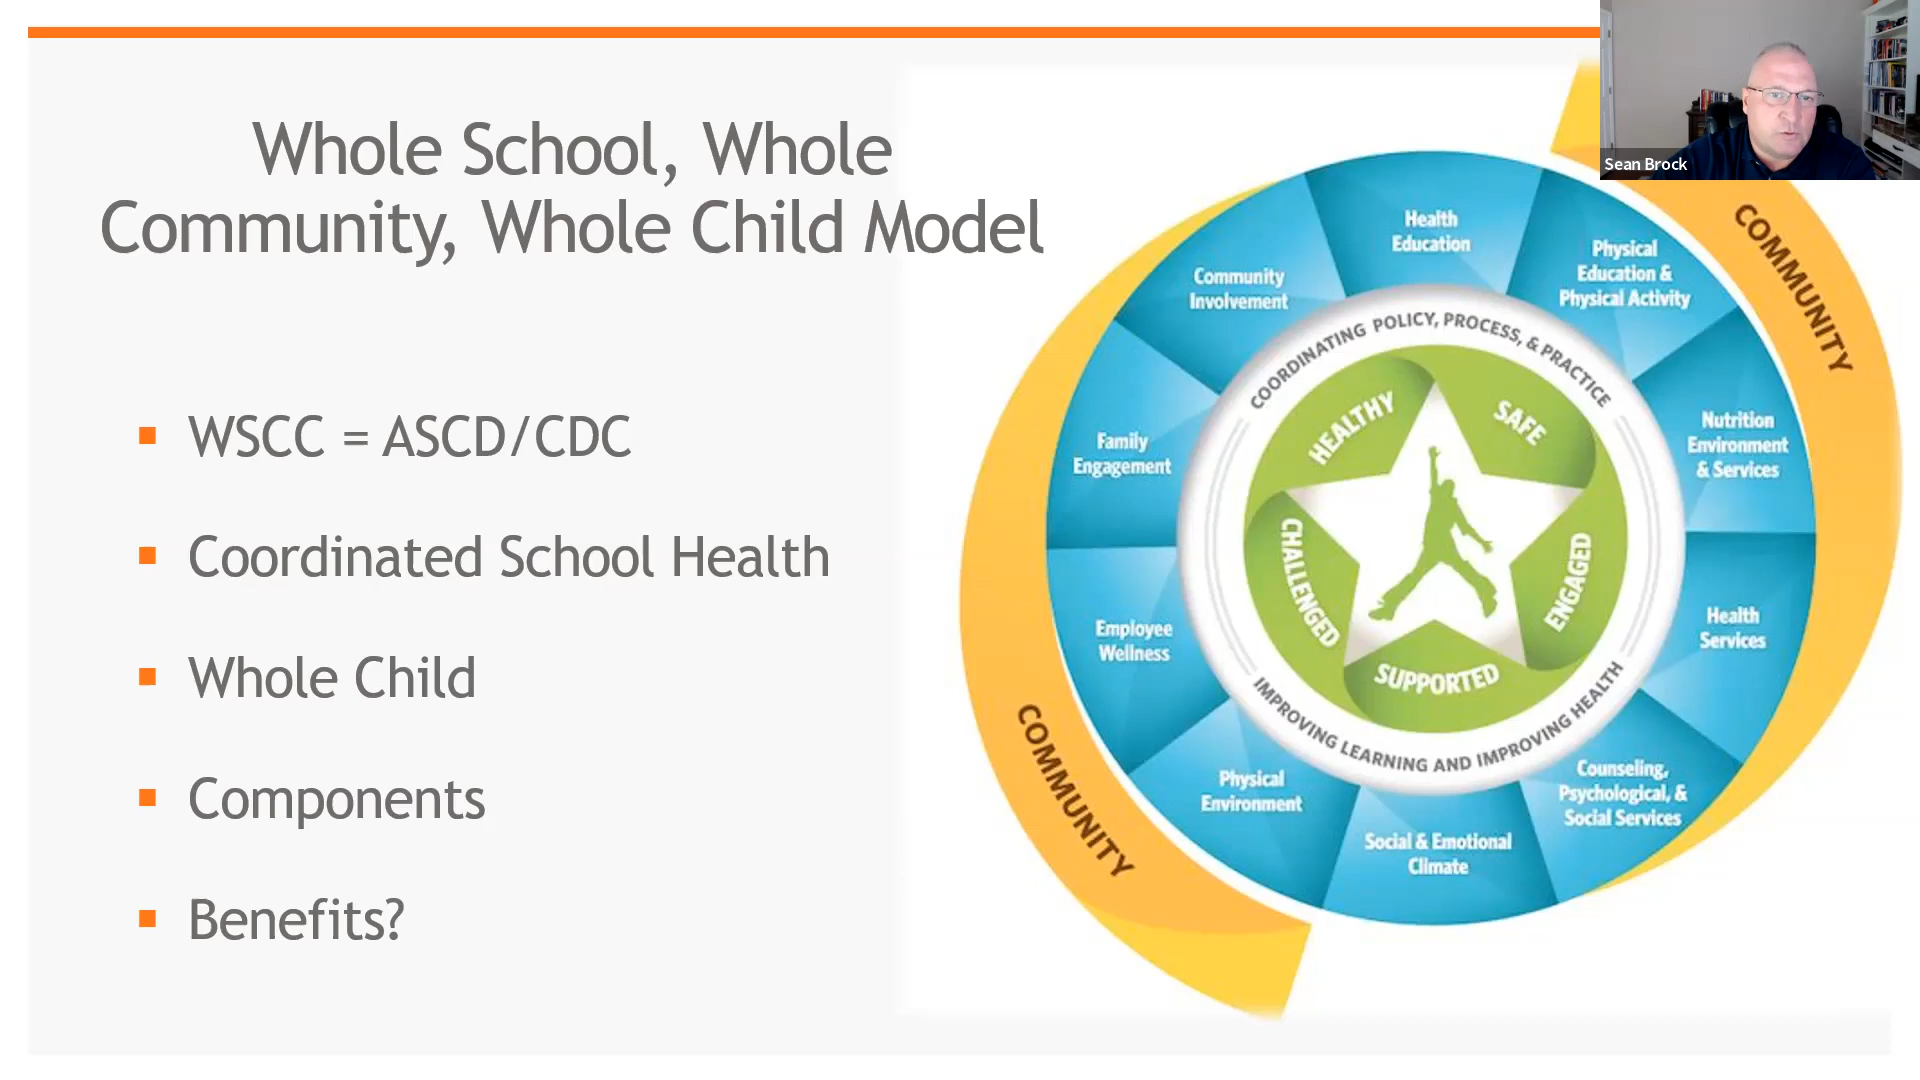 Whole School, Whole
Community, Whole Child Model
WSCC = ASCD/CDC
Coordinated School Health
Whole Child
Components
Benefits?
Sean Brock
COMMUNITY
Health
Education
Physical
Education &
Physical Activity
Nutrition
Environment
& Services
Health
Services
Counseling,
Psychological, &
Social Services
Social & Emotional
Climate
Physical
Environment
Employee
Wellness
Family
Engagement
Community
Involvement
COORDINATING POLICY, PROCESS, & PRACTICE
IMPROVING LEARNING AND IMPROVING HEALTH
HEALTHY
SAFE
ENGAGED
SUPPORTED
CHALLENGED
COMMUNITY